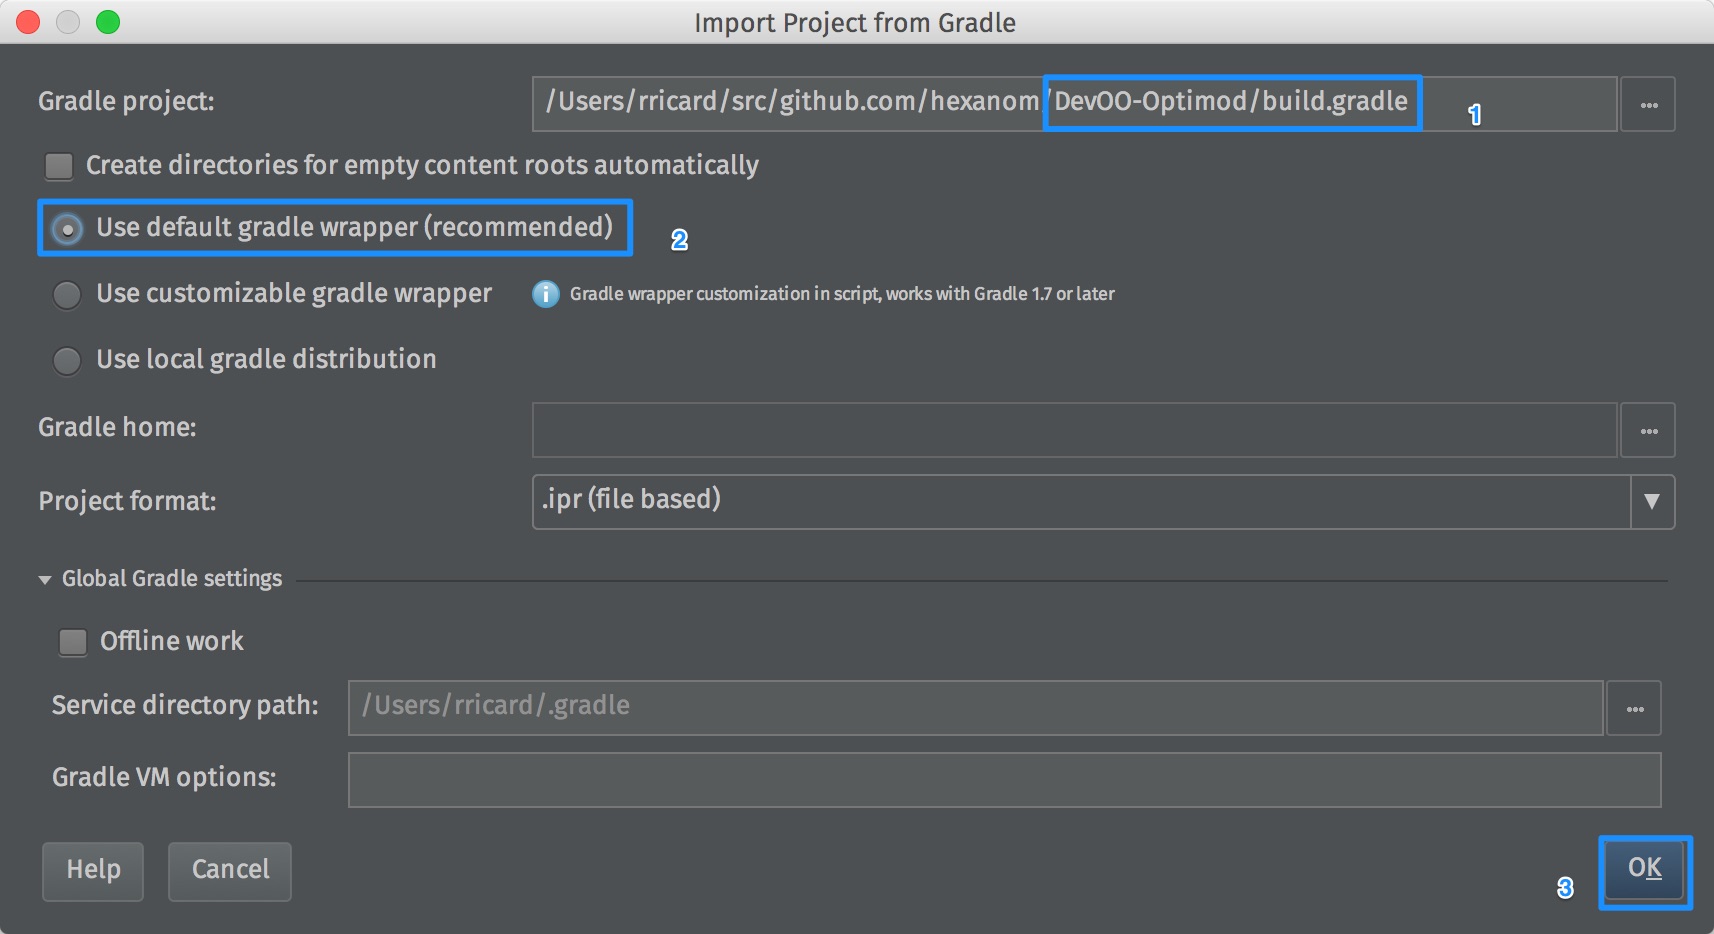 Import Project from Gradle
Gradle project: /Users/rricard/src/github.com/hexanom/DevOO-Optimod/build.gradle 1 ...
Create directories for empty content roots automatically
Use default gradle wrapper (recommended) 2
Use customizable gradle wrapper i Gradle wrapper customization in script, works with Gradle 1.7 or later
Use local gradle distribution
Gradle home: ...
Project format: .ipr (file based)
Global Gradle settings
Offline work
Service directory path: /Users/rricard/.gradle ...
Gradle VM options:
Help Cancel 3 OK